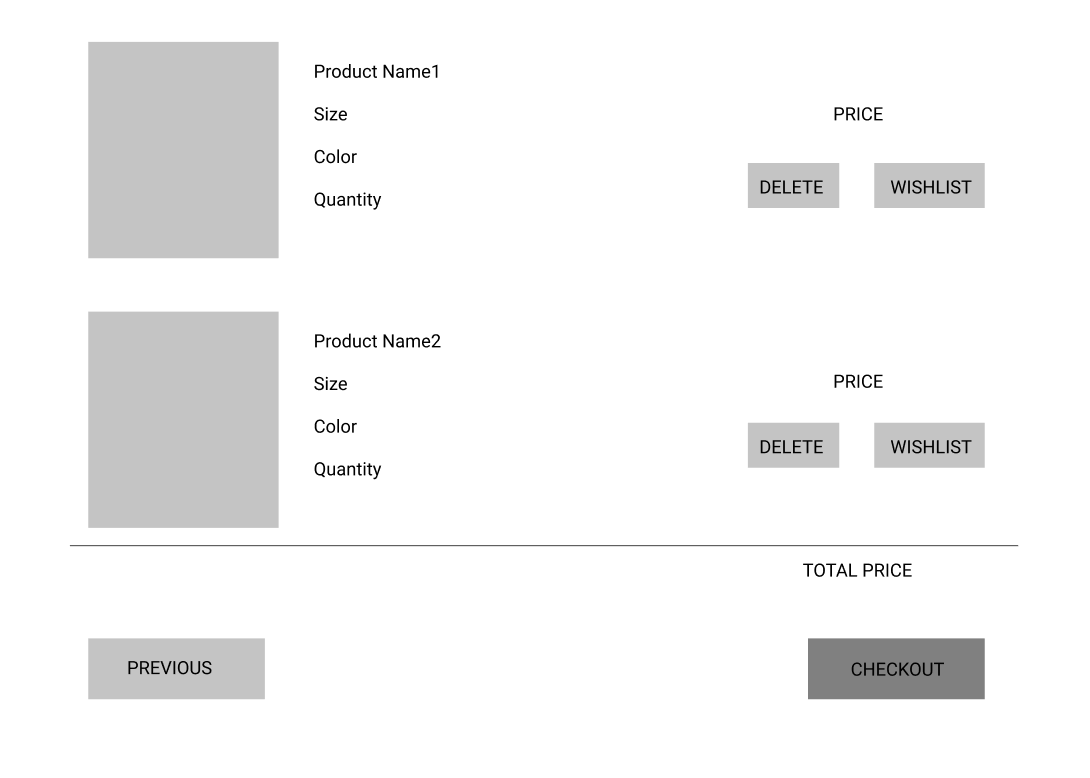 Product Name1
Size
PRICE
Color
DELETE
WISHLIST
Quantity
Product Name2
Size
PRICE
Color
DELETE
WISHLIST
Quantity
TOTAL PRICE
PREVIOUS
CHECKOUT